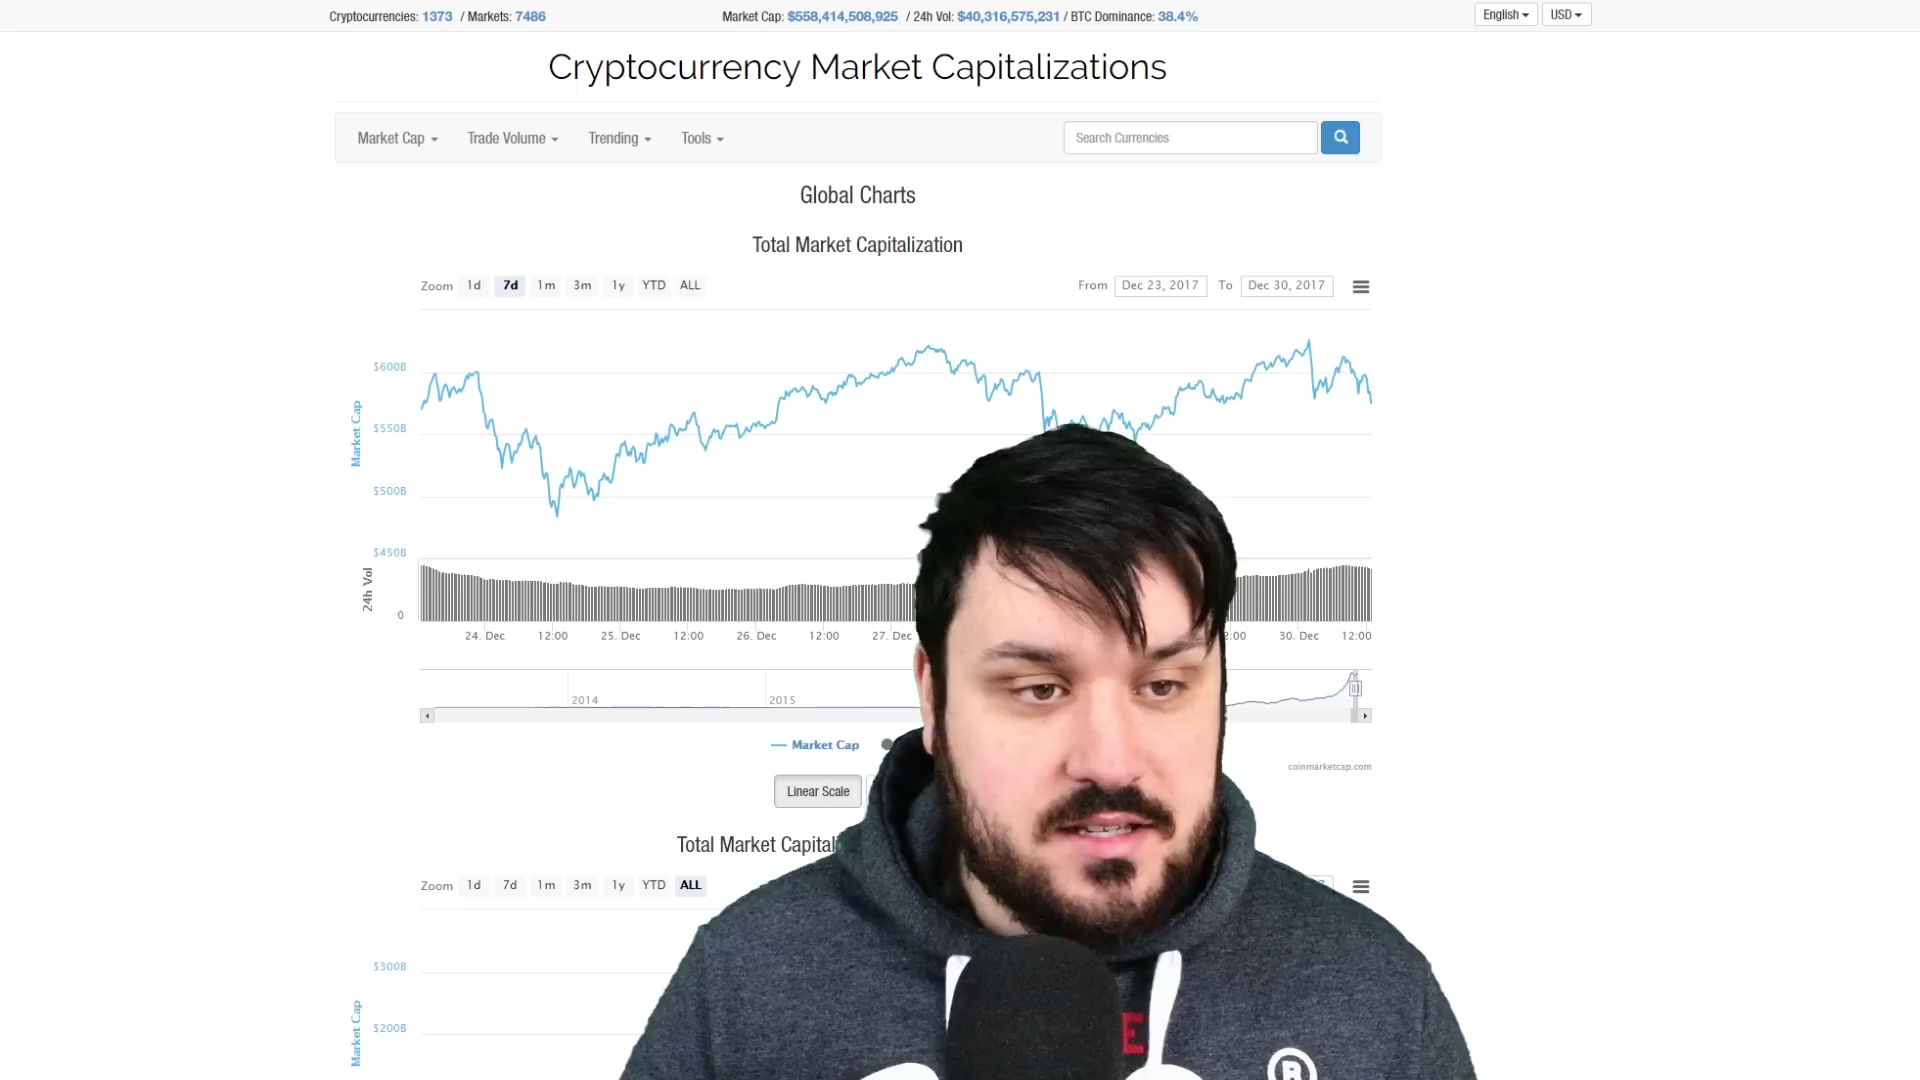 Cryptocurrencies: 1373 / Markets: 7486 Market Cap: $558,414,508,925 / 24h Vol: $40,316,575,231 / BTC Dominance: 38.4% English USD
Cryptocurrency Market Capitalizations
Market Cap Trade Volume Trending Tools Search Currencies
Global Charts
Total Market Capitalization
Zoom 1d 7d 1m 3m 1y YTD ALL From Dec 23, 2017 To Dec 30, 2017
$600B
$550B
$500B
$450B
Market Cap
24h Vol
0
24. Dec 12:00 25. Dec 12:00 26. Dec 12:00 27. Dec 2:00 30. Dec 12:00
2014 2015
Market Cap
coinmarketcap.com
Linear Scale
Total Market Capital
Zoom 1d 7d 1m 3m 1y YTD ALL
$300B
$200B
Market Cap
E
®